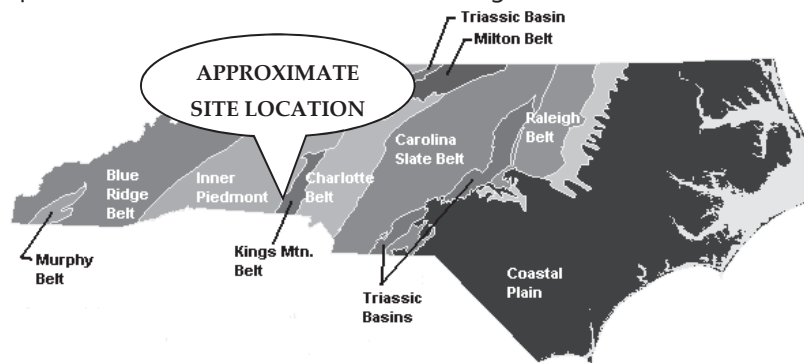 Triassic Basin
Milton Belt
APPROXIMATE
SITE LOCATION
Raleigh
Belt
Carolina
Slate Belt
Blue
Ridge
Belt
Inner
Piedmont
Charlotte
Belt
Kings Mtn.
Belt
Murphy
Belt
Triassic
Basins
Coastal
Plain